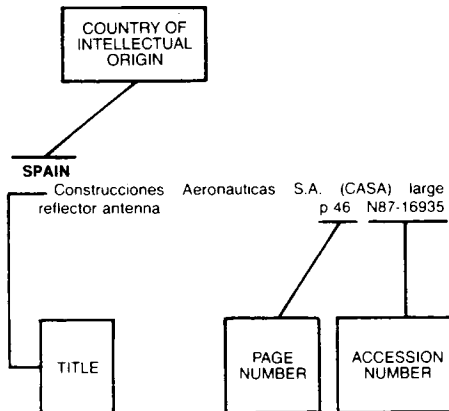 COUNTRY OF
INTELLECTUAL
ORIGIN
SPAIN
Construcciones Aeronauticas S.A. (CASA) large
reflector antenna p 46 N87-16935
TITLE
PAGE
NUMBER
ACCESSION
NUMBER